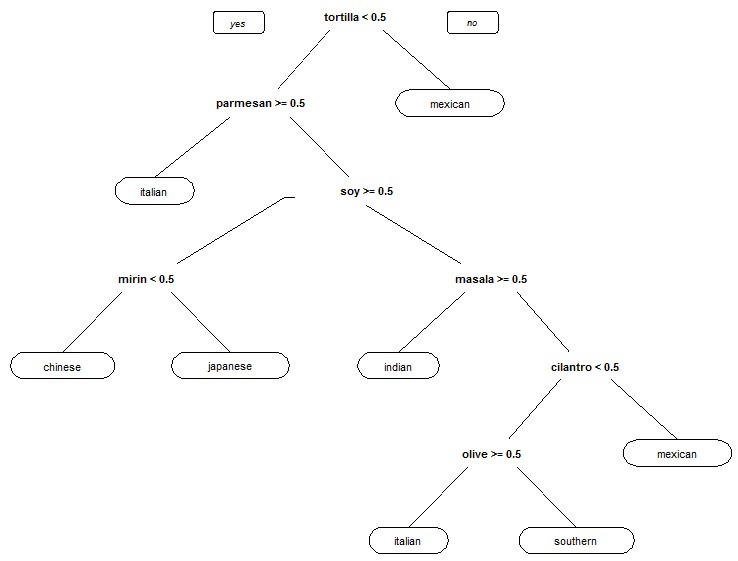 yes
tortilla < 0.5
no
parmesan >= 0.5
mexican
italian
soy >= 0.5
mirin < 0.5
masala >= 0.5
chinese
japanese
indian
cilantro < 0.5
olive >= 0.5
mexican
italian
southern